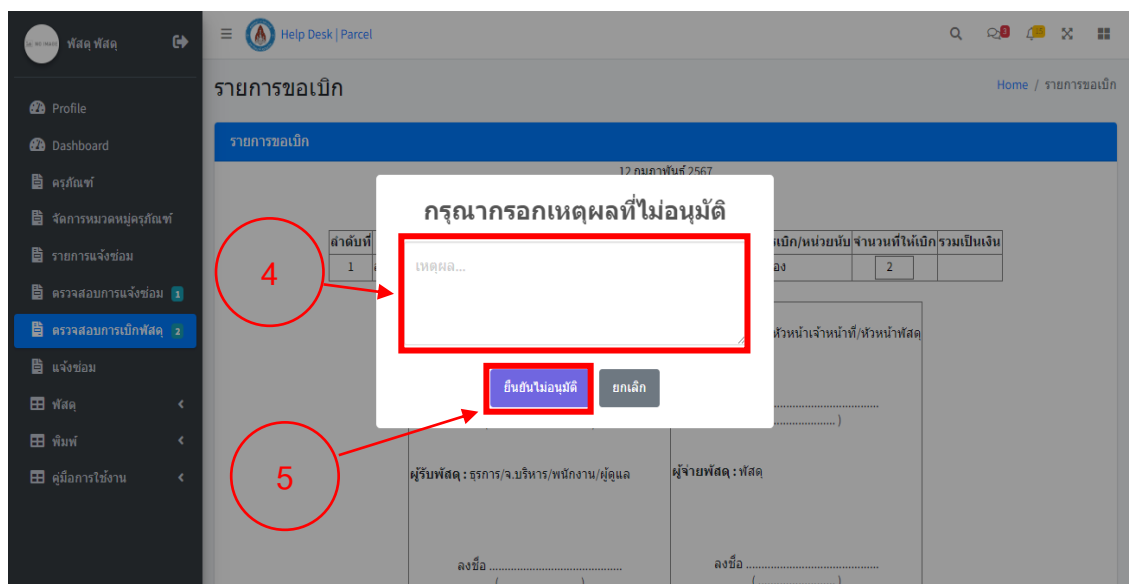 พัสดุ พัสดุ
Help Desk | Parcel
3
รายการขอเบิก
Home / รายการขอเบิก
Profile
Dashboard
ครุภัณฑ์
จัดการหมวดหมู่ครุภัณฑ์
รายการแจ้งซ่อม
ตรวจสอบการแจ้งซ่อม 1
ตรวจสอบการเบิกพัสดุ 2
แจ้งซ่อม
พัสดุ
พิมพ์
คู่มือการใช้งาน
รายการขอเบิก
12 กุมภาพันธ์ 2567
กรุณากรอกเหตุผลที่ไม่อนุมัติ
ลำดับที่ เบิก/หน่วยนับ จำนวนที่ให้เบิก รวมเป็นเงิน
1 2
4
เหตุผล...
หัวหน้าเจ้าหน้าที่/หัวหน้าพัสดุ
ยืนยันไม่อนุมัติ ยกเลิก
5
ผู้รับพัสดุ : ธุรการ/จ.บริหาร/พนักงาน/ผู้ดูแล ผู้จ่ายพัสดุ : พัสดุ
ลงชื่อ .......................................... ลงชื่อ ..........................................